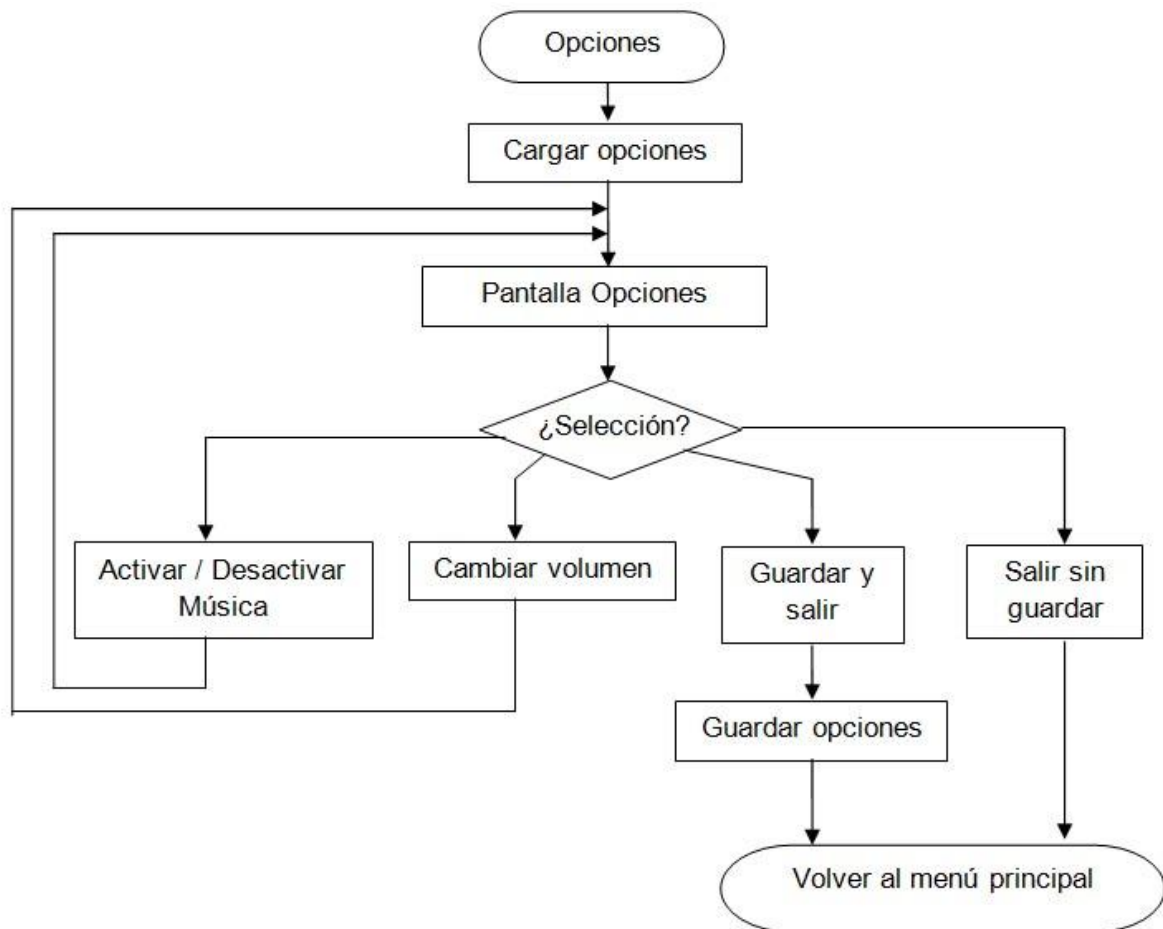 Opciones
Cargar opciones
Pantalla Opciones
¿Selección?
Activar / Desactivar
Música
Cambiar volumen
Guardar y
salir
Salir sin
guardar
Guardar opciones
Volver al menú principal